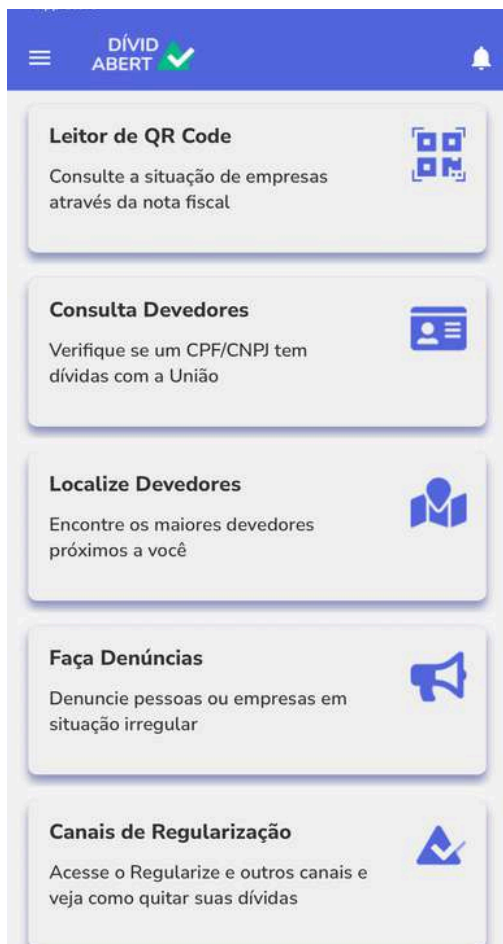 DÍVID
ABERT
Leitor de QR Code
Consulte a situação de empresas
através da nota fiscal
Consulta Devedores
Verifique se um CPF/CNPJ tem
dívidas com a União
Localize Devedores
Encontre os maiores devedores
próximos a você
Faça Denúncias
Denuncie pessoas ou empresas em
situação irregular
Canais de Regularização
Acesse o Regularize e outros canais e
veja como quitar suas dívidas